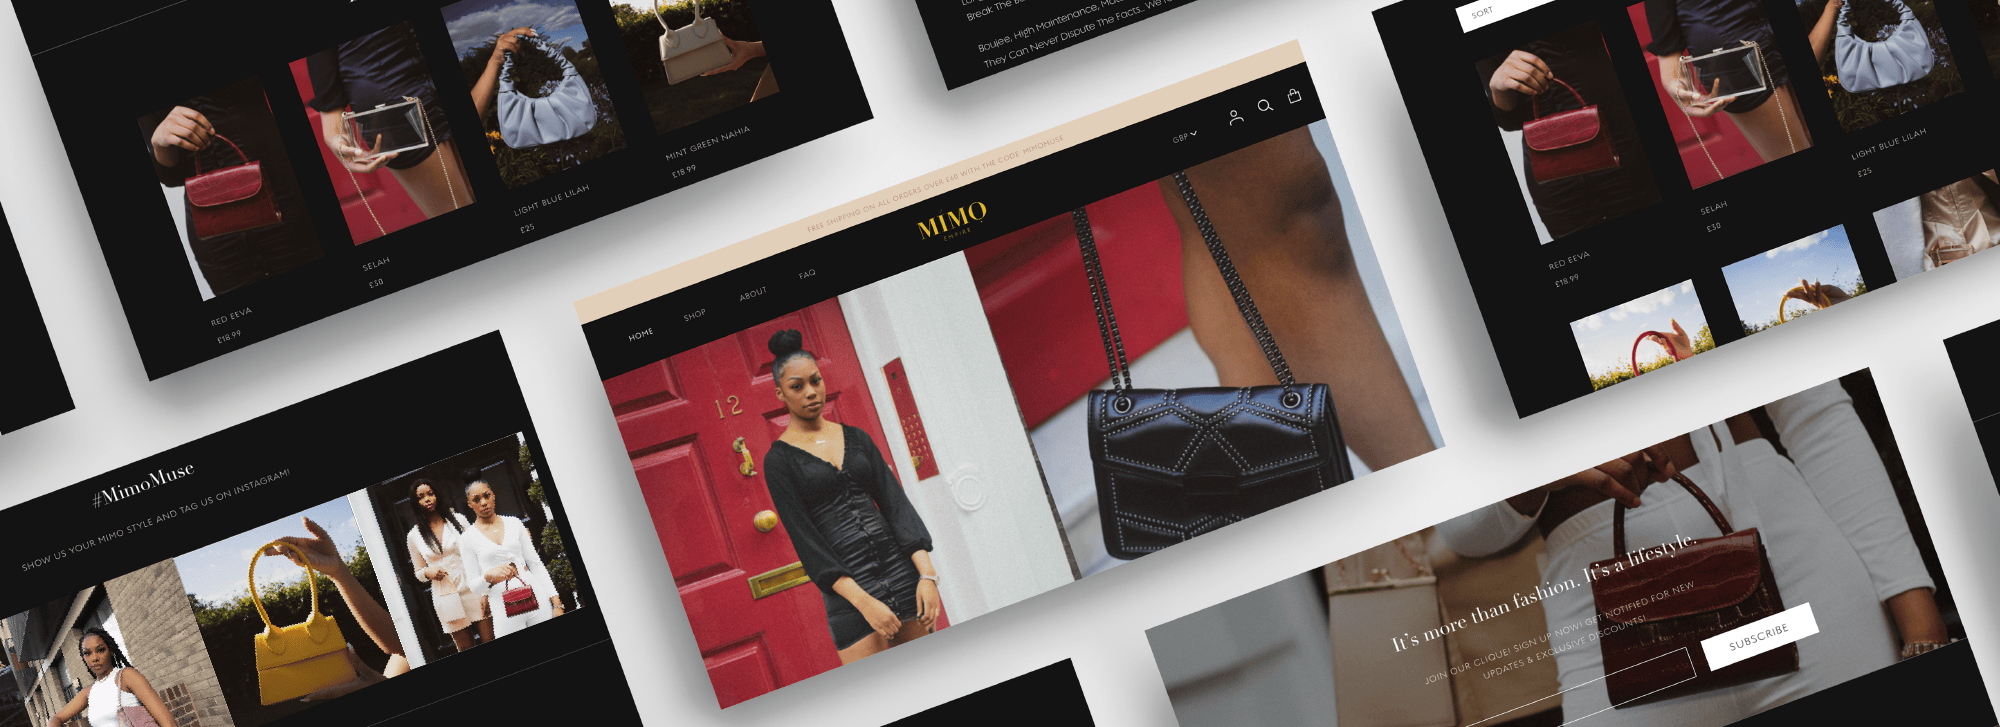 RED EEVA
£18.99
SELAH
£30
LIGHT BLUE LILAH
£25
MINT GREEN NAHIA
£18.99
Break The
Boujee, High Maintenance,
They Can Never Dispute The Facts...We're
SORT
RED EEVA
£18.99
SELAH
£30
LIGHT BLUE LILAH
£25
FREE SHIPPING ON ALL ORDERS OVER £60 WITH THE CODE: MIMOMUSE
HOME
SHOP
ABOUT
FAQ
MIMO
EMPIRE
GBP
12
#MimoMuse
SHOW US YOUR MIMO STYLE AND TAG US ON INSTAGRAM!
It's more than fashion. It's a lifestyle.
JOIN OUR CLIQUE! SIGN UP NOW! GET NOTIFIED FOR NEW
UPDATES & EXCLUSIVE DISCOUNTS!
SUBSCRIBE